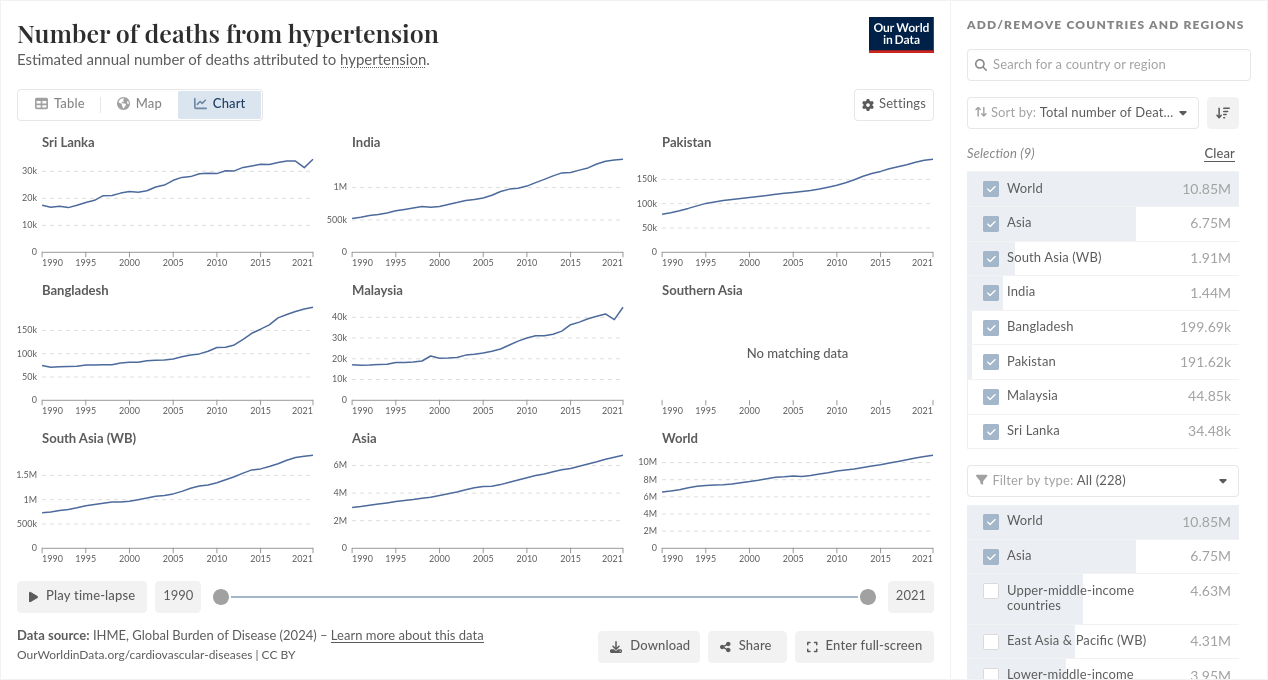 Number of deaths from hypertension
Estimated annual number of deaths attributed to hypertension.
Our World
in Data
Table
Map
Chart
Settings
Sri Lanka
30k
20k
10k
0
1990 1995 2000 2005 2010 2015 2021
India
1M
500k
0
1990 1995 2000 2005 2010 2015 2021
Pakistan
150k
100k
50k
0
1990 1995 2000 2005 2010 2015 2021
Bangladesh
150k
100k
50k
0
1990 1995 2000 2005 2010 2015 2021
Malaysia
40k
30k
20k
10k
0
1990 1995 2000 2005 2010 2015 2021
Southern Asia
No matching data
1990 1995 2000 2005 2010 2015 2021
South Asia (WB)
1.5M
1M
500k
0
1990 1995 2000 2005 2010 2015 2021
Asia
6M
4M
2M
0
1990 1995 2000 2005 2010 2015 2021
World
10M
8M
6M
4M
2M
0
1990 1995 2000 2005 2010 2015 2021
Play time-lapse
1990
2021
Data source: IHME, Global Burden of Disease (2024) – Learn more about this data
OurWorldinData.org/cardiovascular-diseases | CC BY
Download
Share
Enter full-screen
ADD/REMOVE COUNTRIES AND REGIONS
Search for a country or region
Sort by: Total number of Deat...
Selection (9)
Clear
World 10.85M
Asia 6.75M
South Asia (WB) 1.91M
India 1.44M
Bangladesh 199.69k
Pakistan 191.62k
Malaysia 44.85k
Sri Lanka 34.48k
Filter by type: All (228)
World 10.85M
Asia 6.75M
Upper-middle-income 4.63M
countries
East Asia & Pacific (WB) 4.31M
Lower-middle-income 3.95M